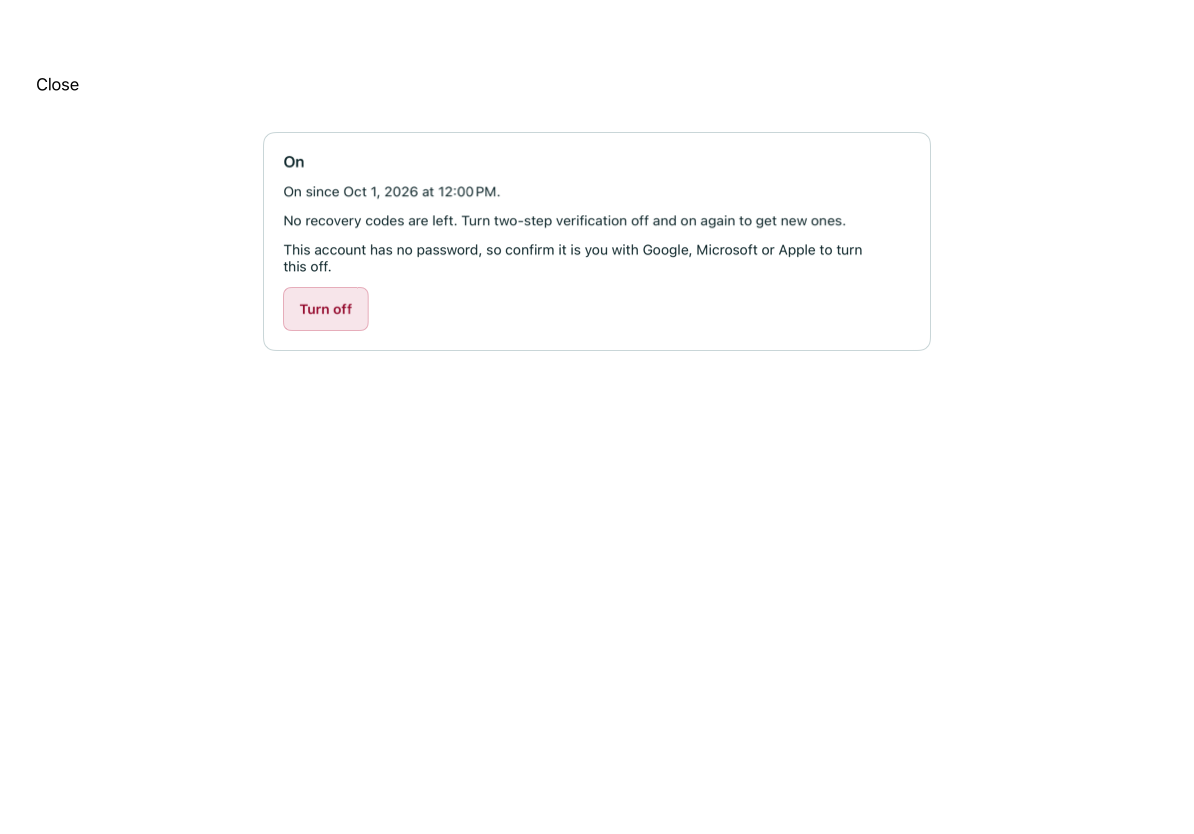 Close
On
On since Oct 1, 2026 at 12:00 PM.
No recovery codes are left. Turn two-step verification off and on again to get new ones.
This account has no password, so confirm it is you with Google, Microsoft or Apple to turn
this off.
Turn off